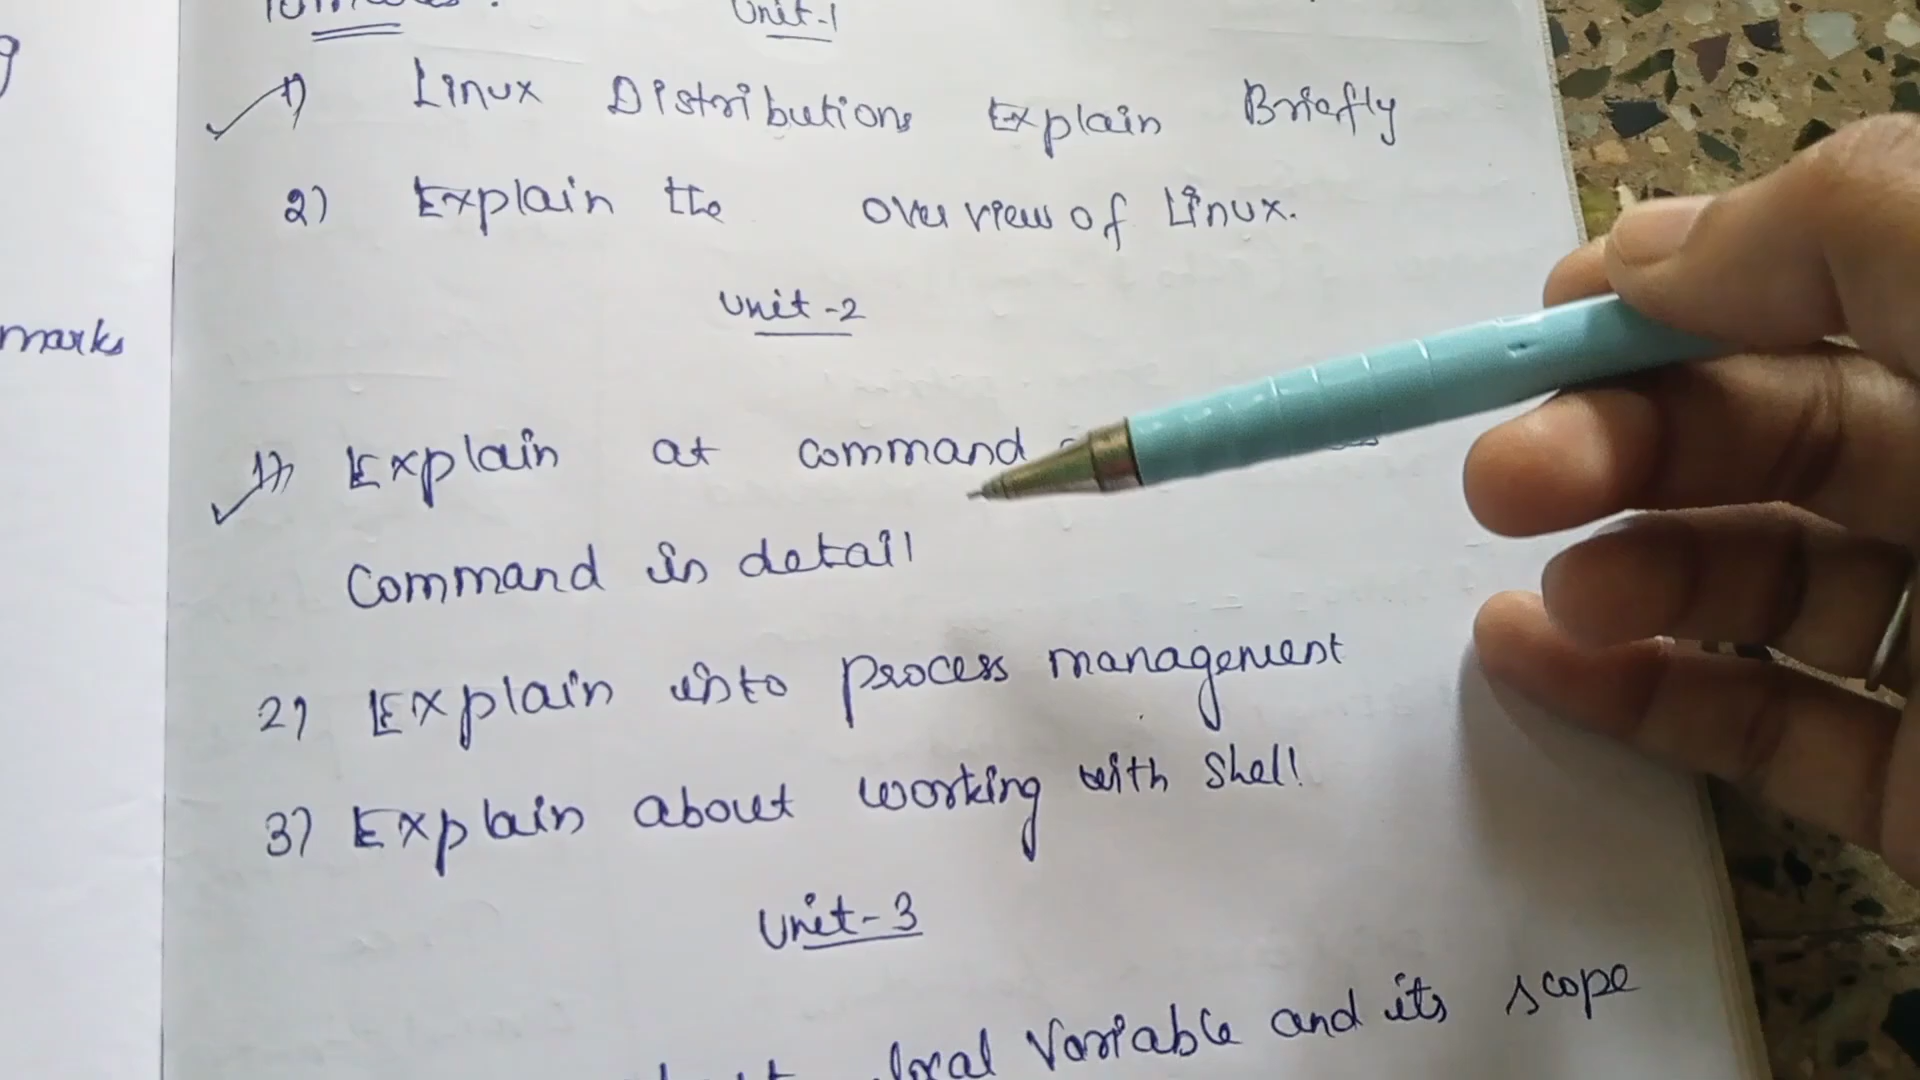 Unit-1
1) Linux Distributions Explain Briefly
2) Explain the over view of Linux.
marks
Unit-2
1) Explain at command
Command in detail
2) Explain into process management
3) Explain about working with shell
Unit-3
local Variable and its scope